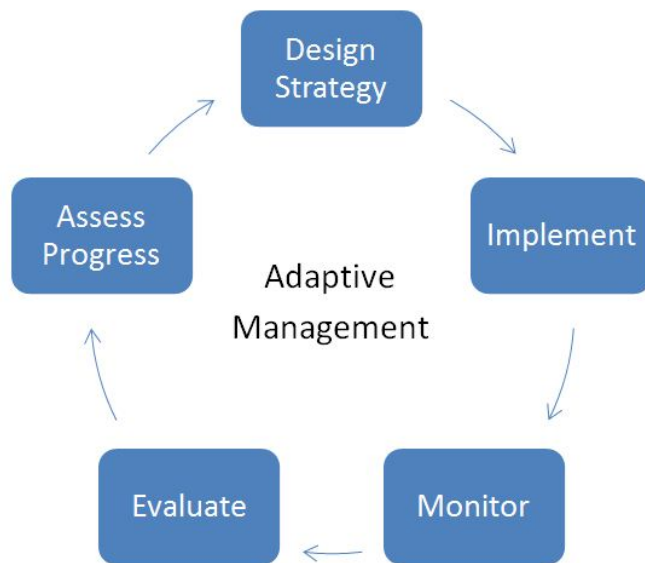 Design
Strategy
Implement
Monitor
Evaluate
Assess
Progress
Adaptive
Management